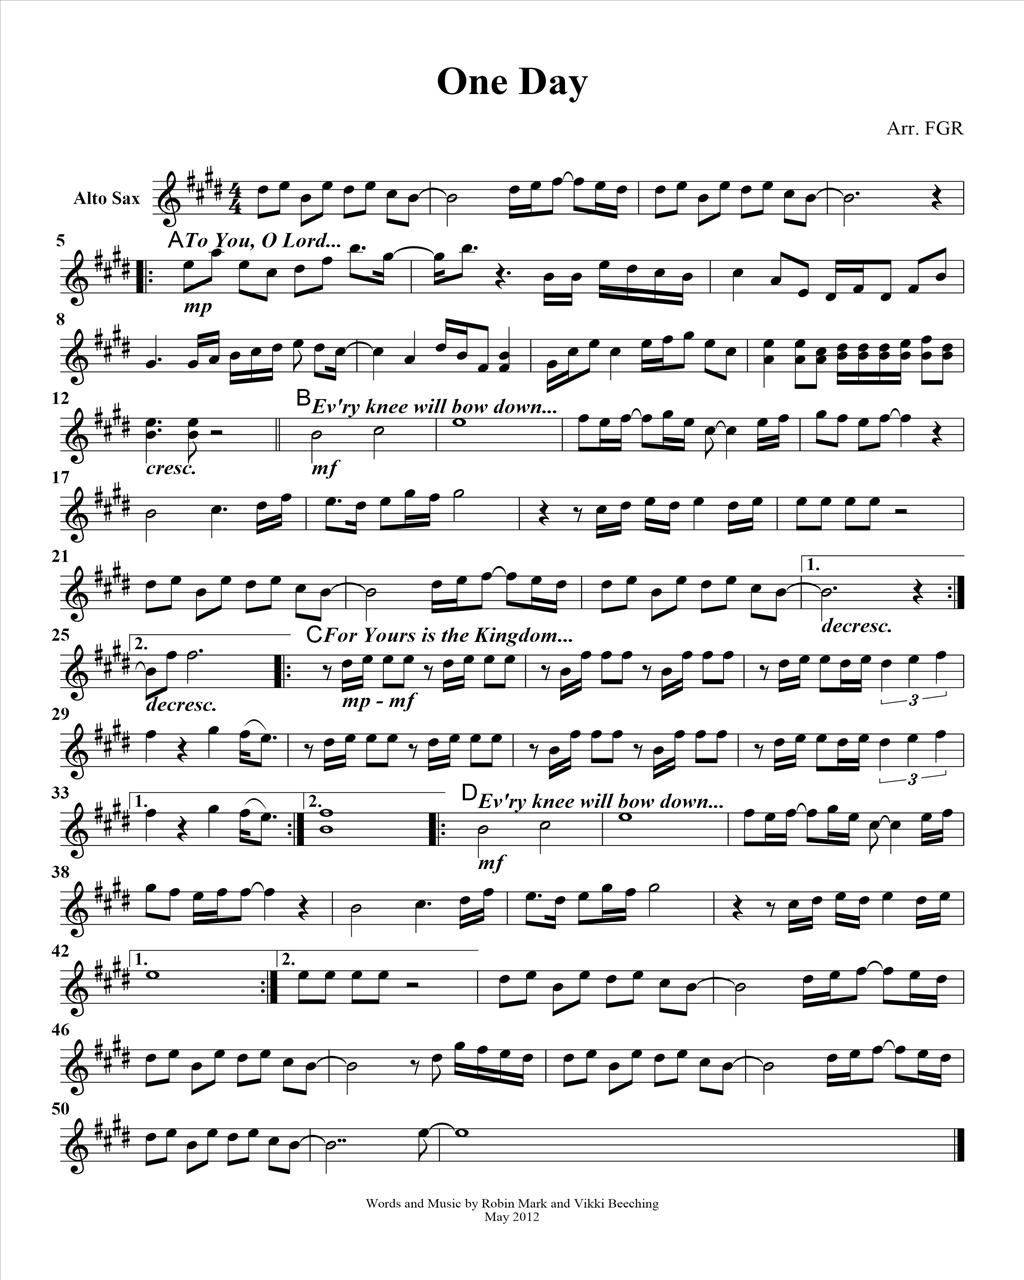 One Day
Arr. FGR
Alto Sax
4
4
5
A To You, O Lord...
mp
8
12
B Ev'ry knee will bow down...
cresc.
mf
17
21
1.
decresc.
25
2.
C For Yours is the Kingdom...
decresc.
mp - mf
3
29
3
33
1.
2.
D Ev'ry knee will bow down...
mf
38
42
1.
2.
46
50
Words and Music by Robin Mark and Vikki Beeching
May 2012